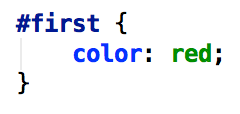 #first {
    color: red;
}